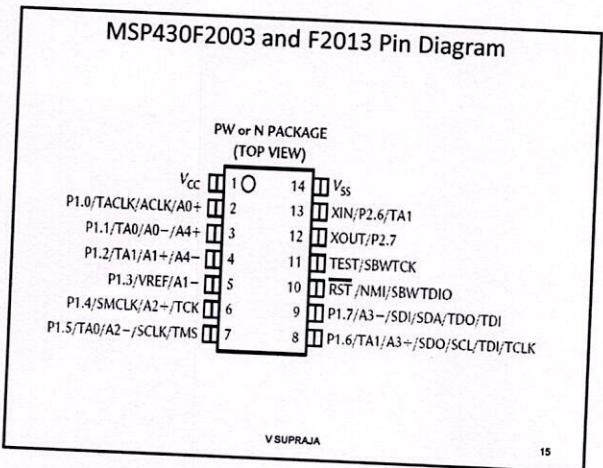 MSP430F2003 and F2013 Pin Diagram
PW or N PACKAGE
(TOP VIEW)
VCC 1 14 VSS
P1.0/TACLK/ACLK/A0+ 2 13 XIN/P2.6/TA1
P1.1/TA0/A0−/A4+ 3 12 XOUT/P2.7
P1.2/TA1/A1+/A4− 4 11 TEST/SBWTCK
P1.3/VREF/A1− 5 10 RST/NMI/SBWTDIO
P1.4/SMCLK/A2+/TCK 6 9 P1.7/A3−/SDI/SDA/TDO/TDI
P1.5/TA0/A2−/SCLK/TMS 7 8 P1.6/TA1/A3+/SDO/SCL/TDI/TCLK
V SUPRAJA
15